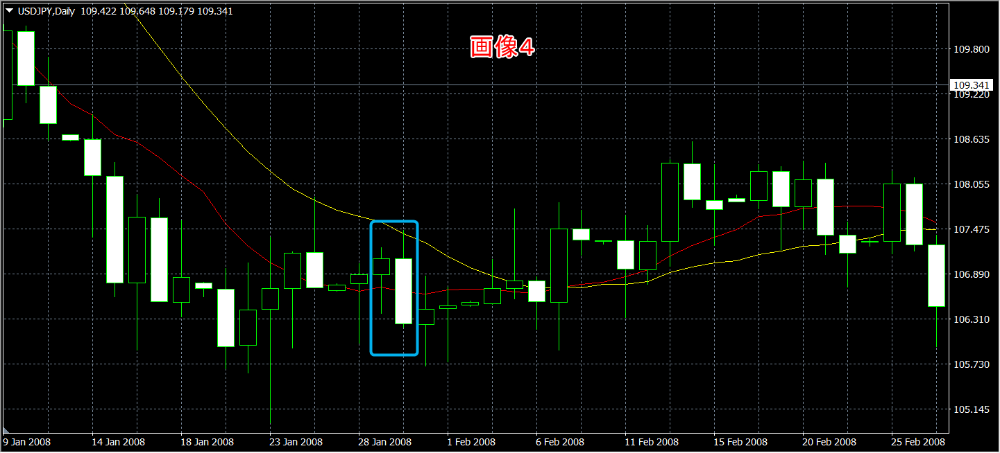 USDJPY,Daily 109.422 109.648 109.179 109.341
画像4
109.800
109.341
109.220
108.635
108.055
107.475
106.890
106.310
105.730
105.145
9 Jan 2008
14 Jan 2008
18 Jan 2008
23 Jan 2008
28 Jan 2008
1 Feb 2008
6 Feb 2008
11 Feb 2008
15 Feb 2008
20 Feb 2008
25 Feb 2008